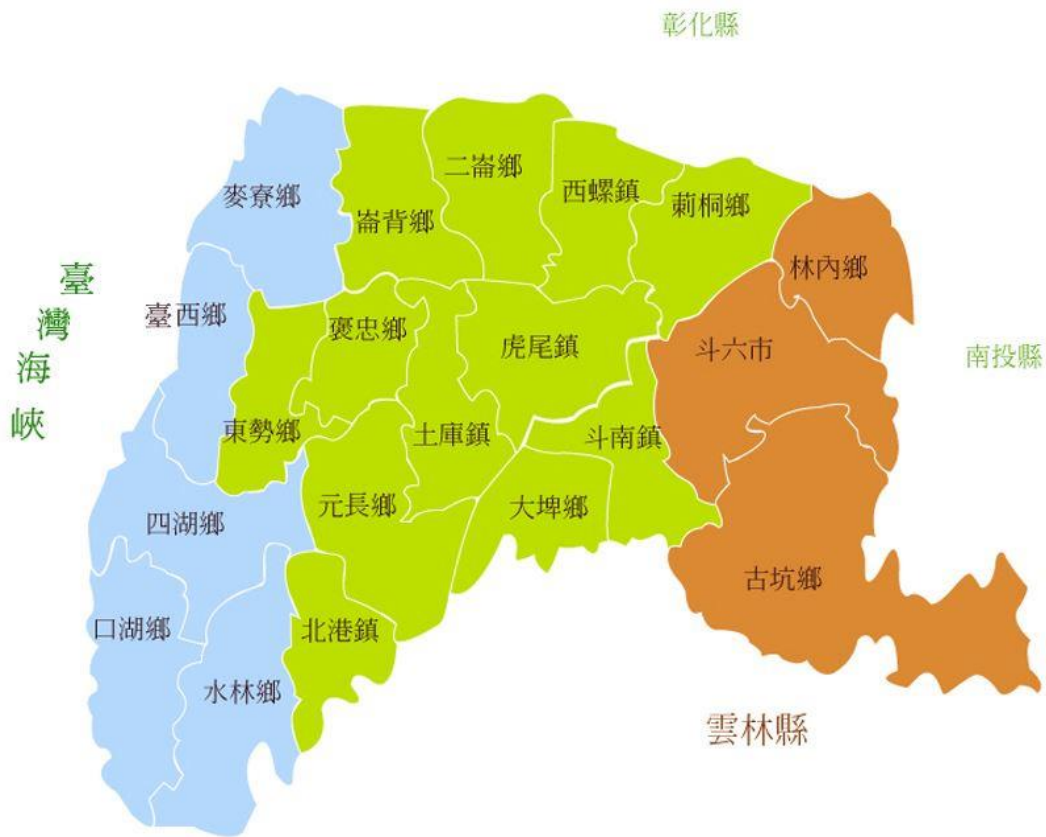 彰化縣
二崙鄉
西螺鎮
麥寮鄉
崙背鄉
莿桐鄉
林內鄉
臺灣海峽
臺西鄉
褒忠鄉
虎尾鎮
斗六市
南投縣
東勢鄉
土庫鎮
斗南鎮
元長鄉
大埤鄉
四湖鄉
古坑鄉
口湖鄉
北港鎮
水林鄉
雲林縣